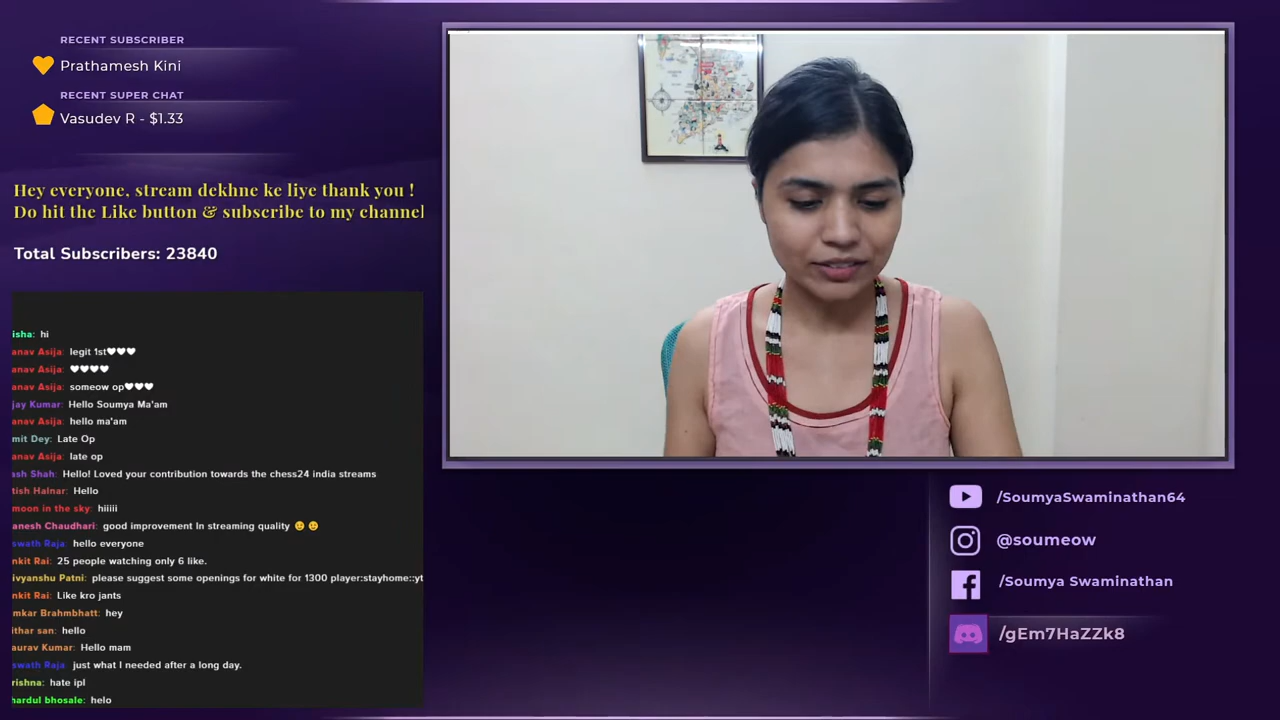 RECENT SUBSCRIBER
Prathamesh Kini
RECENT SUPER CHAT
Vasudev R - $1.33
Hey everyone, stream dekhne ke liye thank you !
Do hit the Like button & subscribe to my channel
Total Subscribers: 23840
isha: hi
anav Asija: legit 1st🤍🤍🤍
anav Asija: 🤍🤍🤍🤍
anav Asija: someow op🤍🤍🤍
jay Kumar: Hello Soumya Ma'am
anav Asija: hello ma'am
mit Dey: Late Op
anav Asija: late op
ash Shah: Hello! Loved your contribution towards the chess24 india streams
tish Halnar: Hello
moon in the sky: hiiiii
anesh Chaudhari: good improvement In streaming quality
swath Raja: hello everyone
nkit Rai: 25 people watching only 6 like.
ivyanshu Patni: please suggest some openings for white for 1300 player:stayhome::yt
nkit Rai: Like kro jants
mkar Brahmbhatt: hey
ithar san: hello
aurav Kumar: Hello mam
swath Raja: just what I needed after a long day.
rishna: hate ipl
hardul bhosale: helo
/SoumyaSwaminathan64
@soumeow
/Soumya Swaminathan
/gEm7HaZZk8